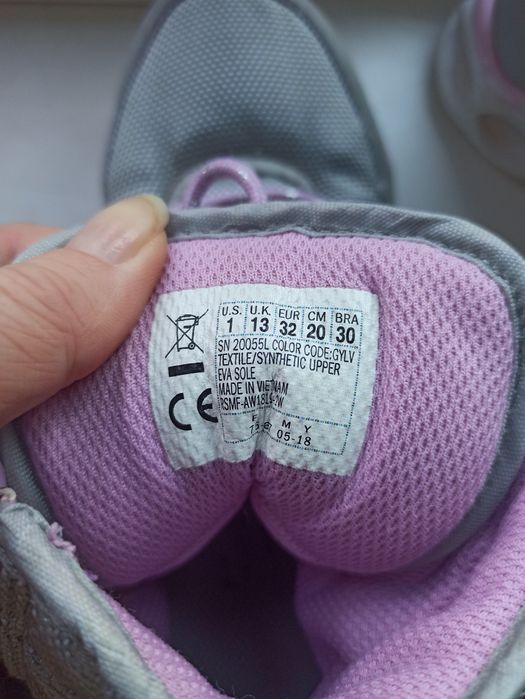 U.S. U.K. EUR CM BRA
1 13 32 20 30
SN 20055L COLOR CODE:GYLV
TEXTILE/SYNTHETIC UPPER
EVA SOLE
MADE IN VIETNAM
F M Y
05-18
CE